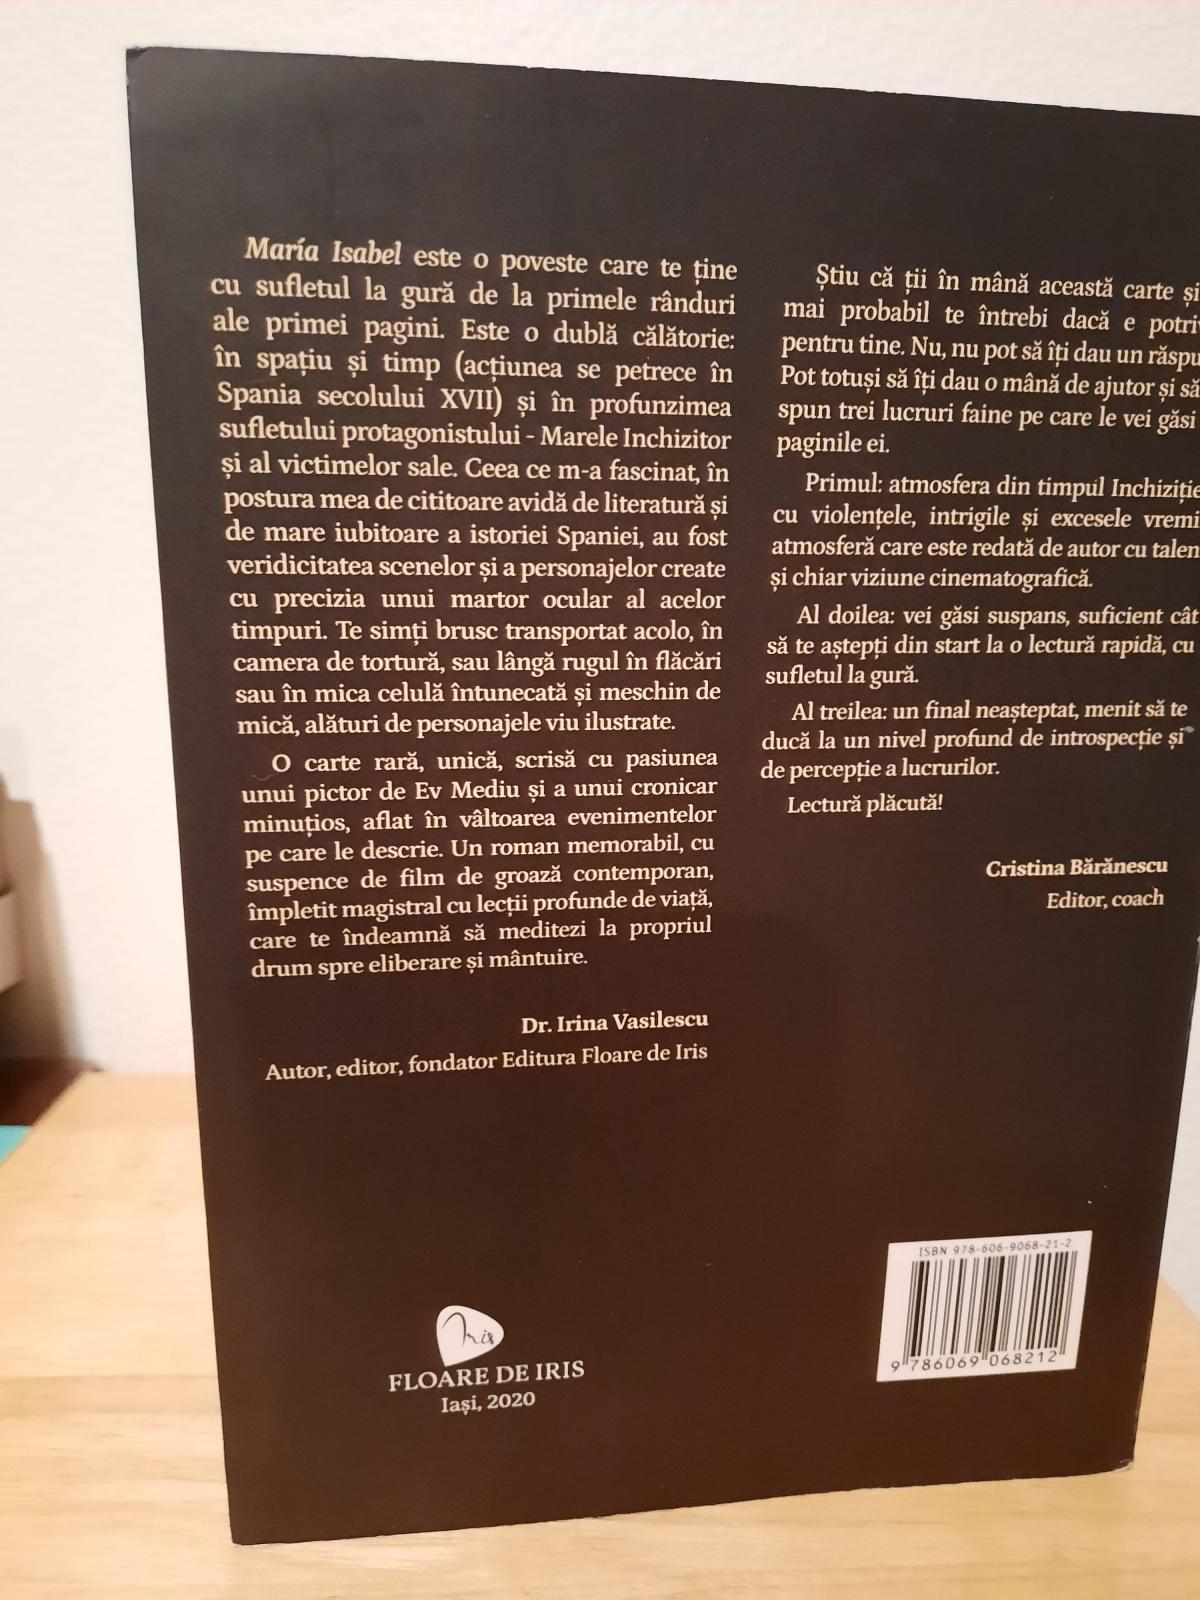 María Isabel este o poveste care te ține
cu sufletul la gură de la primele rânduri
ale primei pagini. Este o dublă călătorie:
în spațiu și timp (acțiunea se petrece în
Spania secolului XVII) și în profunzimea
sufletului protagonistului - Marele Inchizitor
și al victimelor sale. Ceea ce m-a fascinat, în
postura mea de cititoare avidă de literatură și
de mare iubitoare a istoriei Spaniei, au fost
veridicitatea scenelor și a personajelor create
cu precizia unui martor ocular al acelor
timpuri. Te simți brusc transportat acolo, în
camera de tortură, sau lângă rugul în flăcări
sau în mica celulă întunecată și meschin de
mică, alături de personajele viu ilustrate.
O carte rară, unică, scrisă cu pasiunea
unui pictor de Ev Mediu și a unui cronicar
minuțios, aflat în vâltoarea evenimentelor
pe care le descrie. Un roman memorabil, cu
suspence de film de groază contemporan,
împletit magistral cu lecții profunde de viață,
care te îndeamnă să meditezi la propriul
drum spre eliberare și mântuire.
Dr. Irina Vasilescu
Autor, editor, fondator Editura Floare de Iris
Știu că ții în mână această carte și
mai probabil te întrebi dacă e
pentru tine. Nu, nu pot să îți dau un
Pot totuși să îți dau o mână de ajutor și să
spun trei lucruri faine pe care le vei găsi
paginile ei.
Primul: atmosfera din timpul
cu violențele, intrigile și excesele
atmosferă care este redată de autor cu
și chiar viziune cinematografică.
Al doilea: vei găsi suspans, suficient cât
să te aștepți din start la o lectură rapidă, cu
sufletul la gură.
Al treilea: un final neașteptat, menit să te
ducă la un nivel profund de introspecție și
de percepție a lucrurilor.
Lectură plăcută!
Cristina Bărănescu
Editor, coach
Iris
FLOARE DE IRIS
Iași, 2020
ISBN 978-606-9068-21-2
9 786069 068212